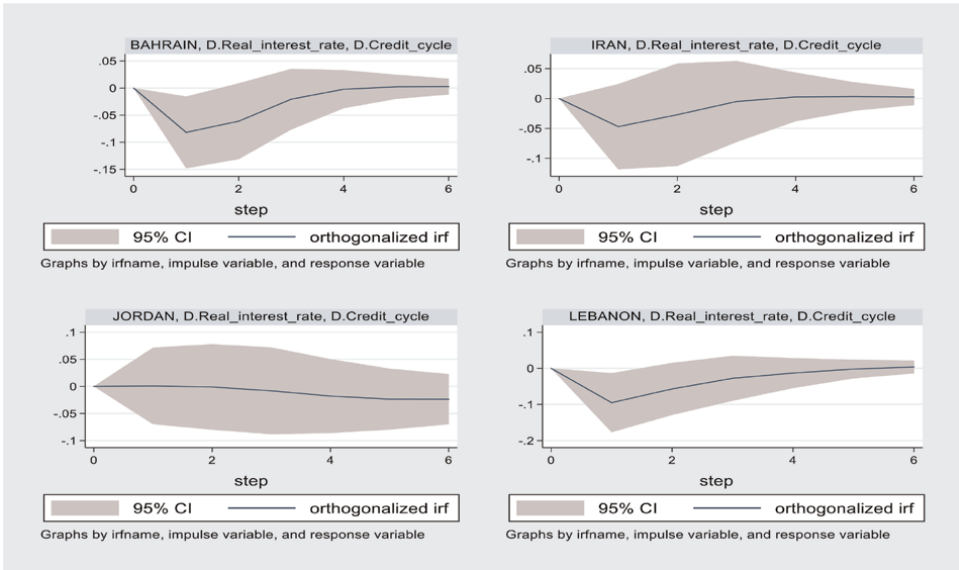 BAHRAIN, D.Real_interest_rate, D.Credit_cycle
.05
0
-.05
-.1
-.15
0 2 4 6
step
95% CI orthogonalized irf
Graphs by irfname, impulse variable, and response variable
IRAN, D.Real_interest_rate, D.Credit_cycle
.05
0
-.05
-.1
0 2 4 6
step
95% CI orthogonalized irf
Graphs by irfname, impulse variable, and response variable
JORDAN, D.Real_interest_rate, D.Credit_cycle
.1
.05
0
-.05
-.1
0 2 4 6
step
95% CI orthogonalized irf
Graphs by irfname, impulse variable, and response variable
LEBANON, D.Real_interest_rate, D.Credit_cycle
.1
0
-.1
-.2
0 2 4 6
step
95% CI orthogonalized irf
Graphs by irfname, impulse variable, and response variable